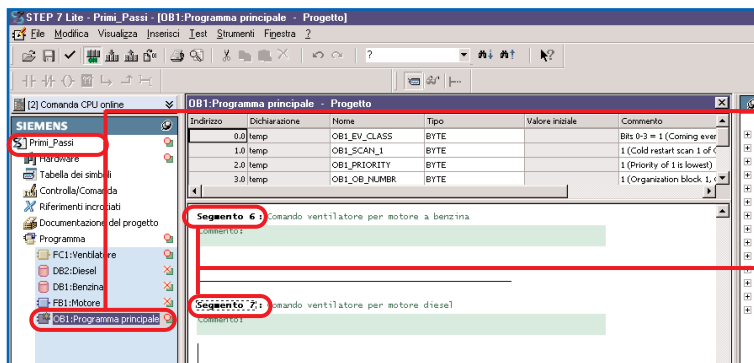 STEP 7 Lite - Primi_Passi - [OB1:Programma principale - Progetto]
File Modifica Visualizza Inserisci Test Strumenti Finestra ?
?
[2] Comanda CPU online
SIEMENS
Primi_Passi
Hardware
Tabella dei simboli
Controlla/Comanda
Riferimenti incrociati
Documentazione del progetto
Programma
FC1:Ventilatore
DB2:Diesel
DB1:Benzina
FB1:Motore
OB1:Programma principale
OB1:Programma principale - Progetto
Indirizzo Dichiarazione Nome Tipo Valore iniziale Commento
0.0 temp OB1_EV_CLASS BYTE Bits 0-3 = 1 (Coming ever
1.0 temp OB1_SCAN_1 BYTE 1 (Cold restart scan 1 of
2.0 temp OB1_PRIORITY BYTE 1 (Priority of 1 is lowest)
3.0 temp OB1_OB_NUMBR BYTE 1 (Organization block 1,
Segmento 6 : Comando ventilatore per motore a benzina
Commento:
Segmento 7 : Comando ventilatore per motore diesel
Commento: